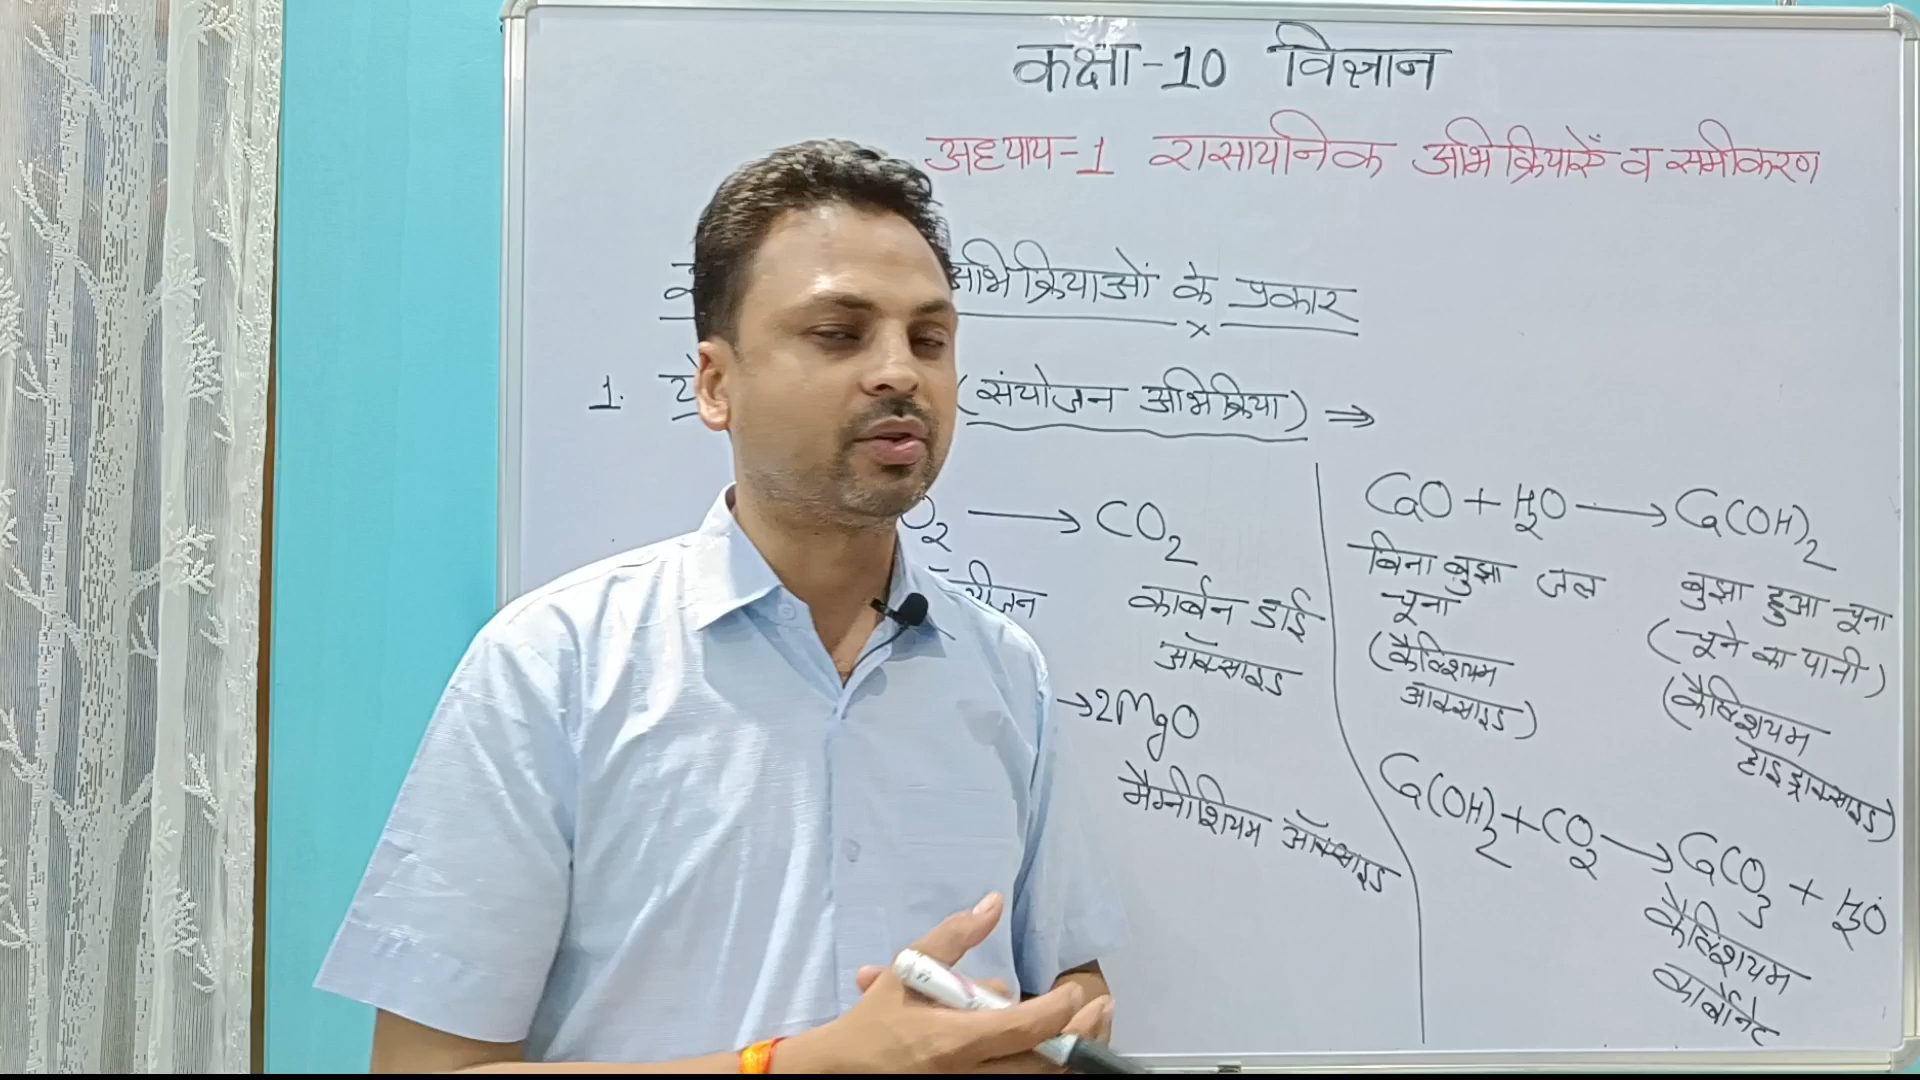 कक्षा-10 विज्ञान
अध्याय-1 रासायनिक अभिक्रियाएँ व समीकरण
अभिक्रियाओं के प्रकार
1. (संयोजन अभिक्रिया) ⇒
O2 → CO2
कार्बन डाई
ऑक्साइड
→2MgO
मैग्नीशियम ऑक्साइड
CaO + H2O → Ca(OH)2
बिना बुझा जल बुझा हुआ चूना
चूना (चूने का पानी)
(कैल्शियम (कैल्शियम
आक्साइड) हाइड्राक्साइड)
Ca(OH)2 + CO2 → CaCO3 + H2O
कैल्शियम
कार्बोनेट